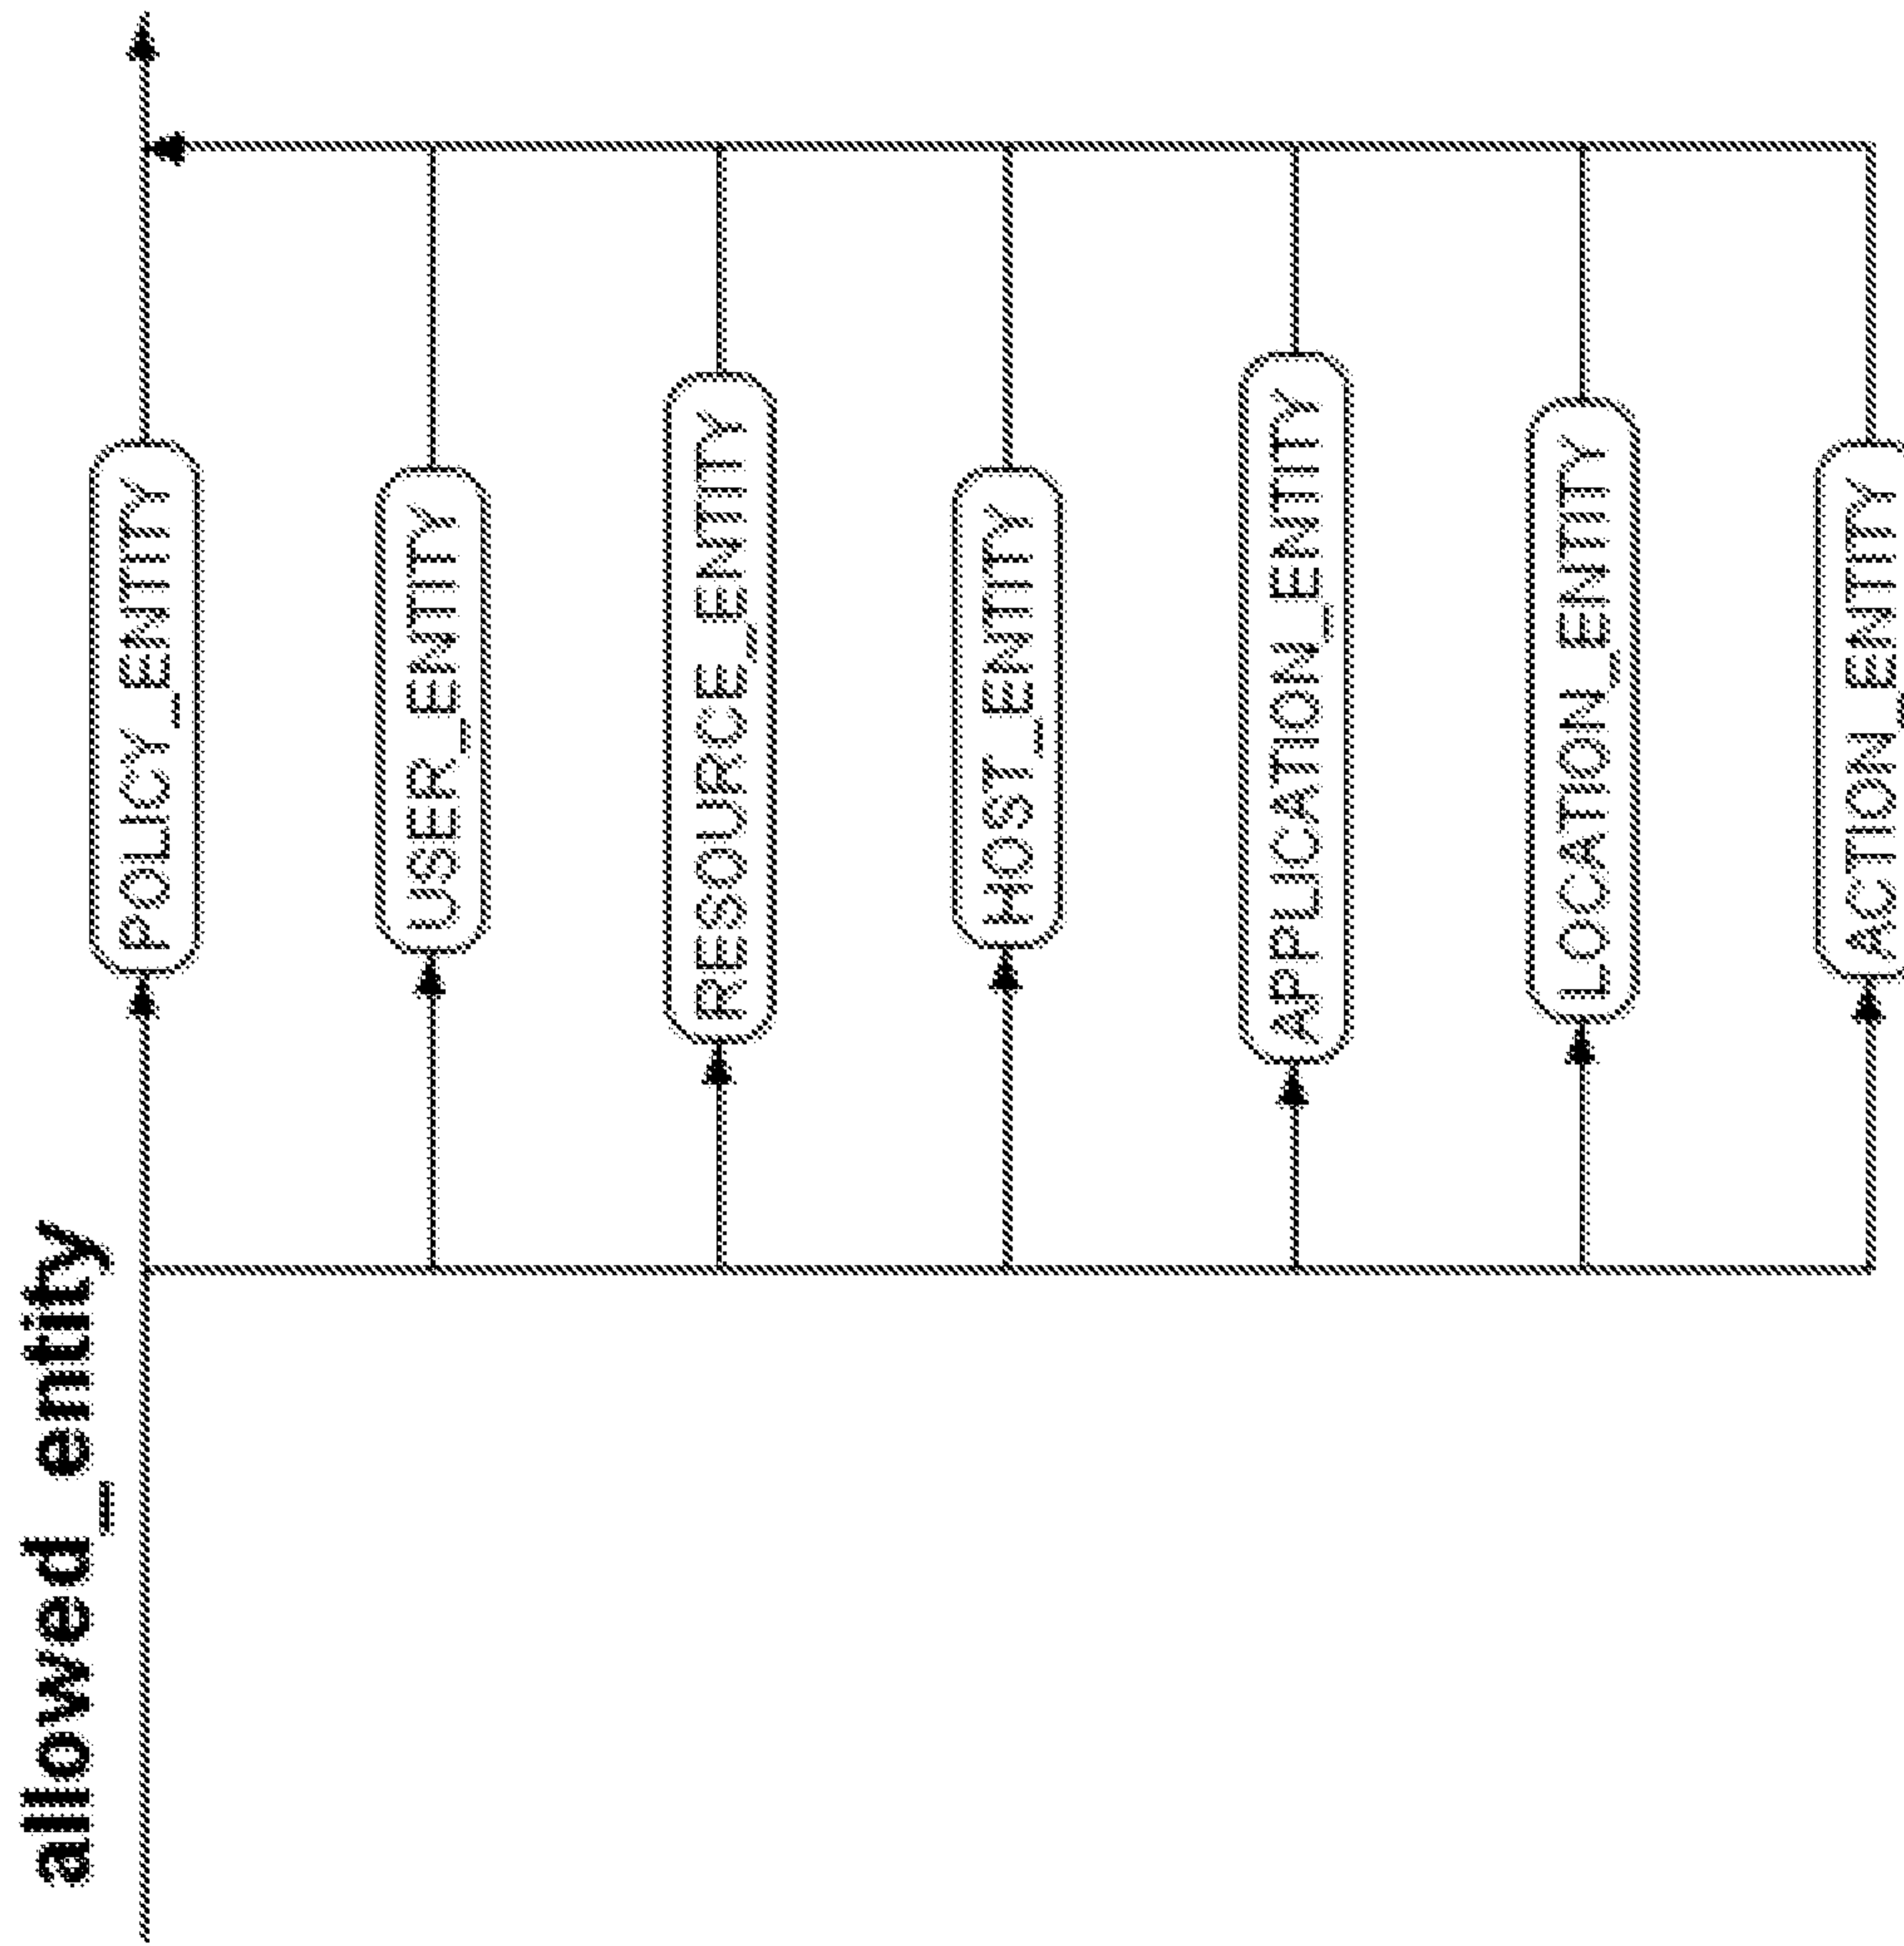 allowed_entity
POLICY_ENTITY
USER_ENTITY
RESOURCE_ENTITY
HOST_ENTITY
APPLICATION_ENTITY
LOCATION_ENTITY
ACTION_ENTITY